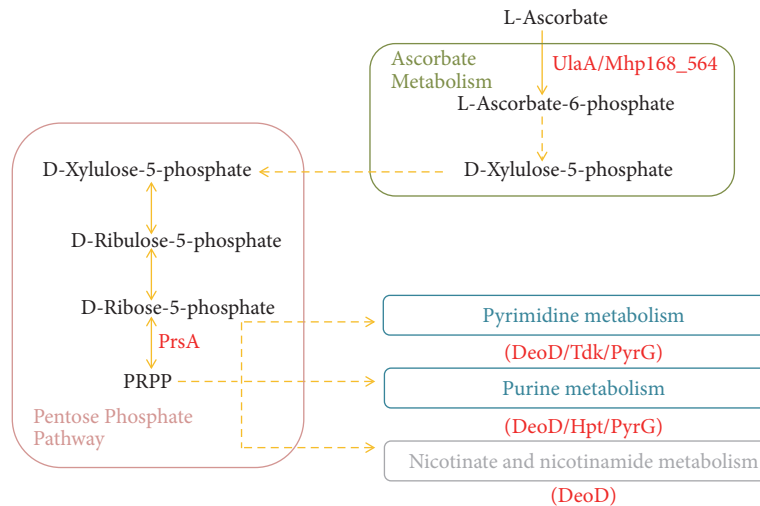 L-Ascorbate
Ascorbate
Metabolism
UlaA/Mhp168_564
L-Ascorbate-6-phosphate
D-Xylulose-5-phosphate
D-Xylulose-5-phosphate
D-Ribulose-5-phosphate
D-Ribose-5-phosphate
PrsA
PRPP
Pentose Phosphate
Pathway
Pyrimidine metabolism
(DeoD/Tdk/PyrG)
Purine metabolism
(DeoD/Hpt/PyrG)
Nicotinate and nicotinamide metabolism
(DeoD)